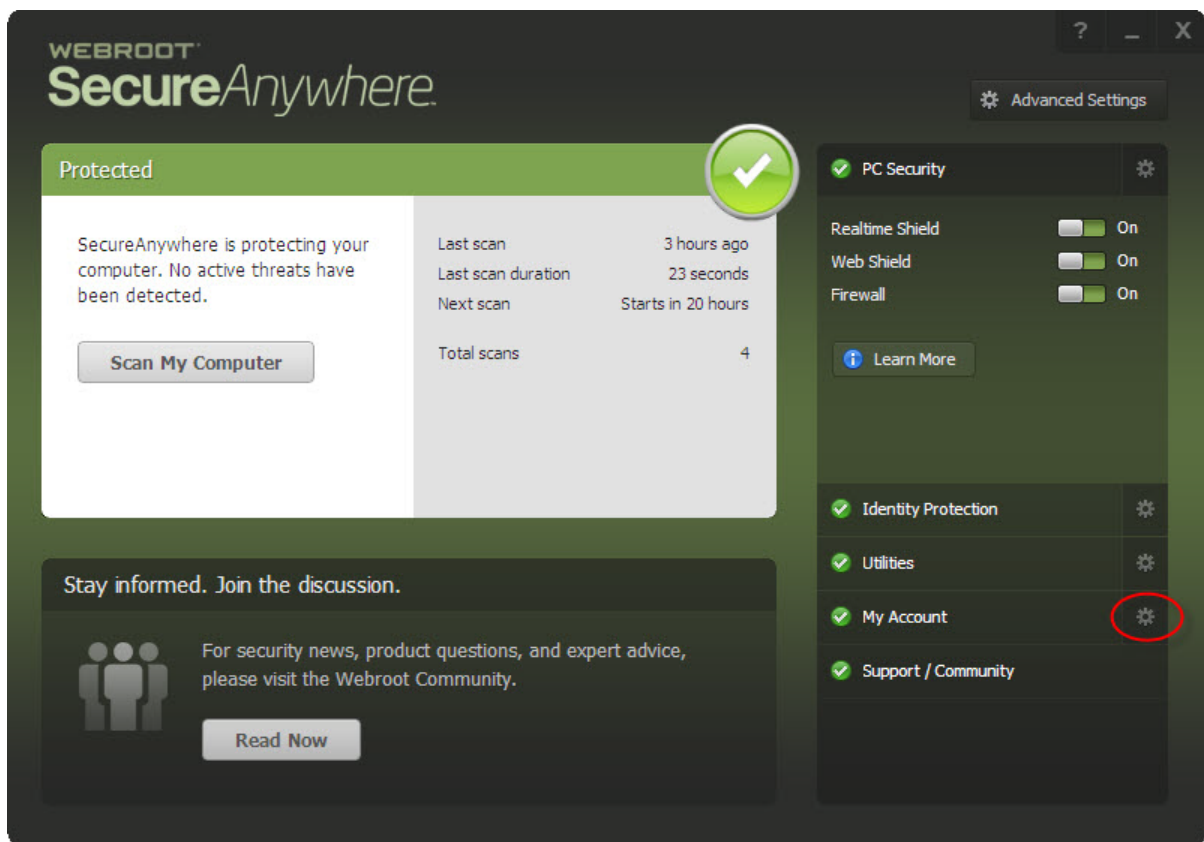 ? _ X
WEBROOT
SecureAnywhere™
Advanced Settings
Protected
SecureAnywhere is protecting your
computer. No active threats have
been detected.
Scan My Computer
Last scan 3 hours ago
Last scan duration 23 seconds
Next scan Starts in 20 hours
Total scans 4
Stay informed. Join the discussion.
For security news, product questions, and expert advice,
please visit the Webroot Community.
Read Now
PC Security
Realtime Shield On
Web Shield On
Firewall On
Learn More
Identity Protection
Utilities
My Account
Support / Community